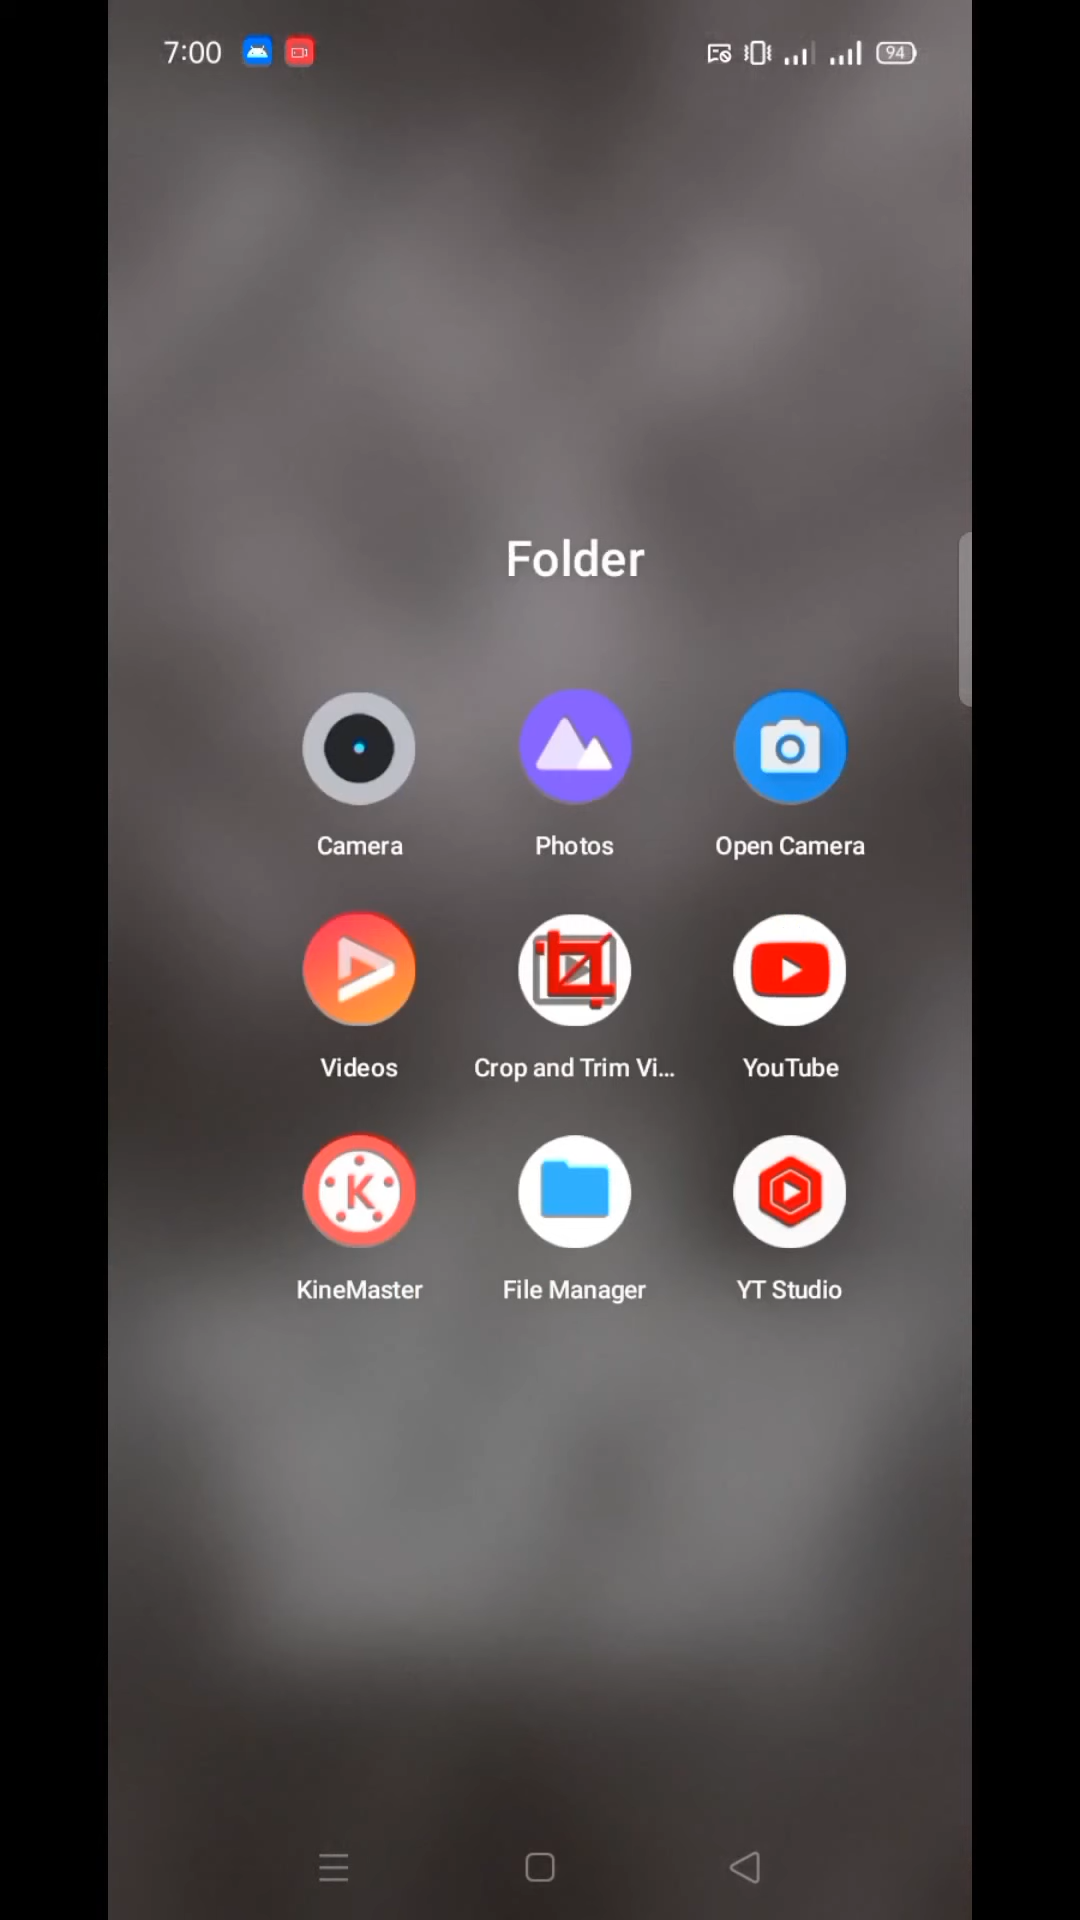 7:00 94
Folder
Camera Photos Open Camera
Videos Crop and Trim Vi... YouTube
K
KineMaster File Manager YT Studio